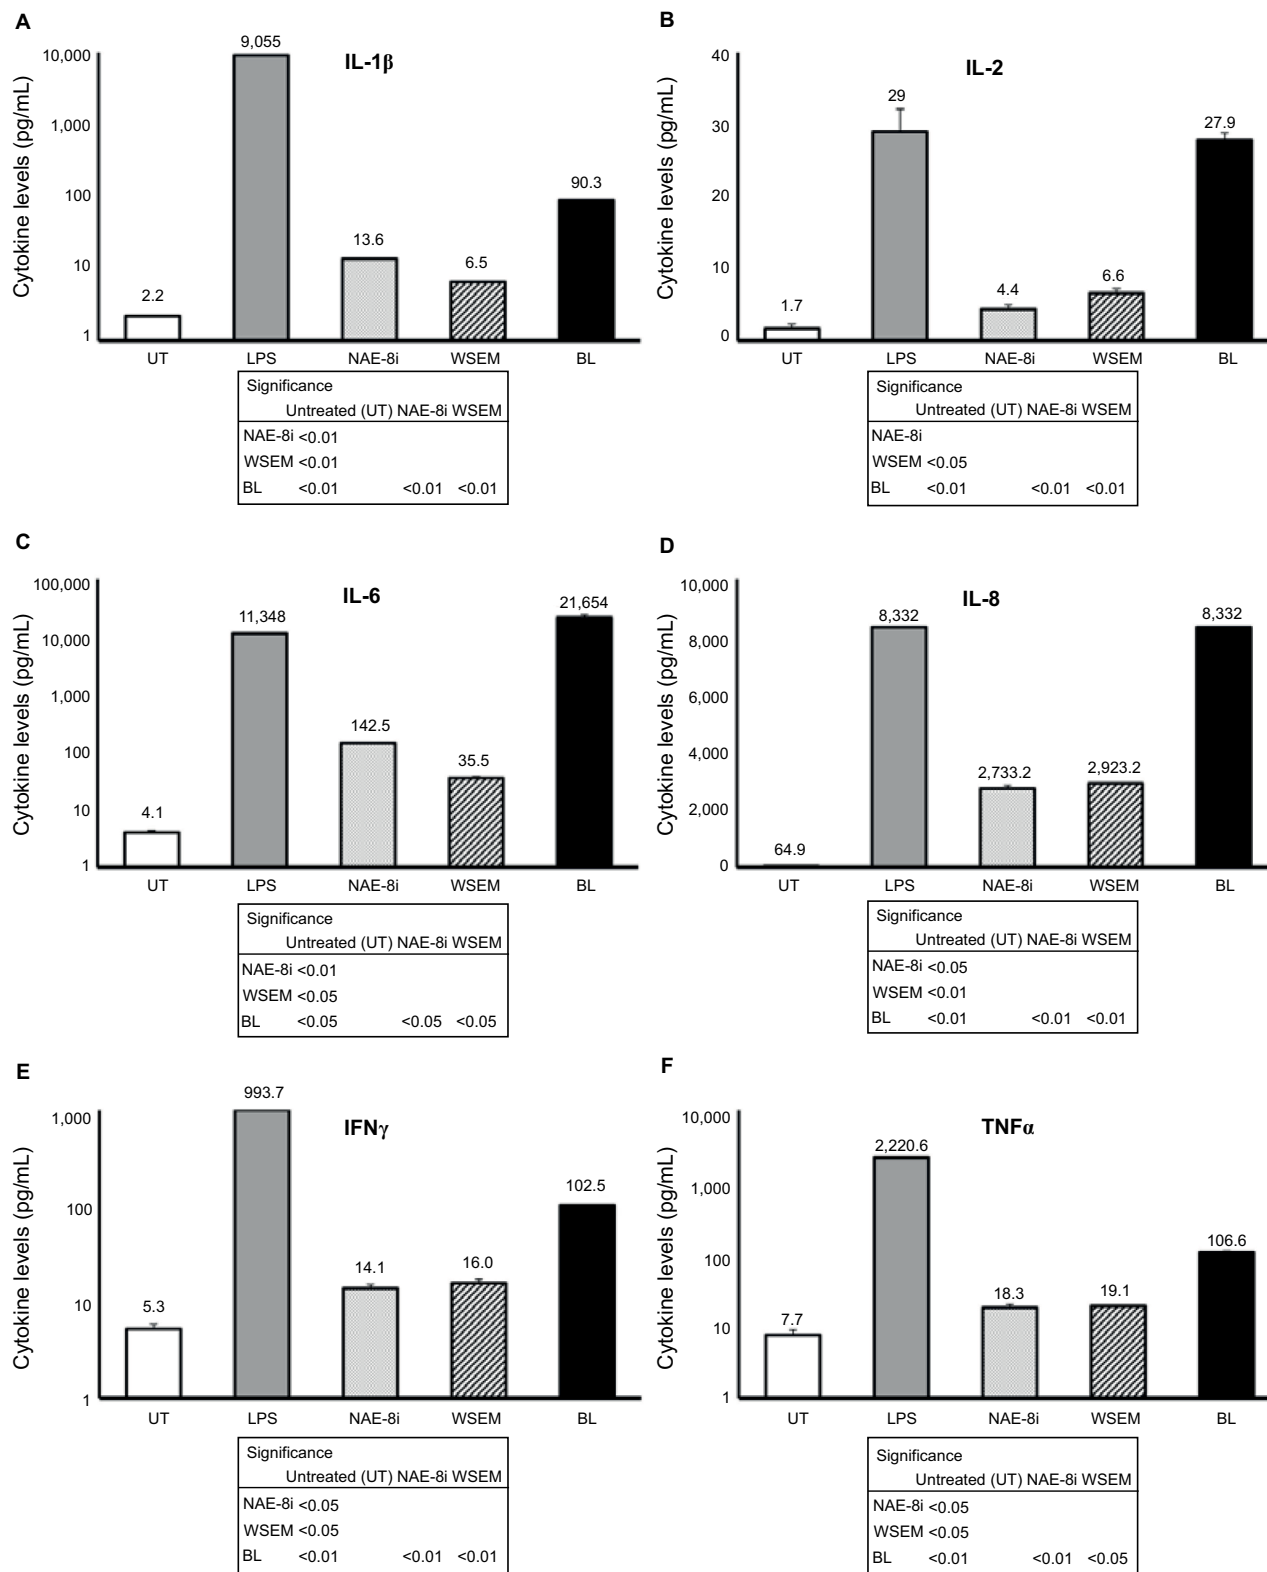 A
IL-1β
Cytokine levels (pg/mL)
10,000
1,000
100
10
1
2.2
9,055
13.6
6.5
90.3
UT LPS NAE-8i WSEM BL
Significance
Untreated (UT) NAE-8i WSEM
NAE-8i <0.01
WSEM <0.01
BL <0.01 <0.01 <0.01
B
IL-2
Cytokine levels (pg/mL)
40
30
20
10
0
1.7
29
4.4
6.6
27.9
UT LPS NAE-8i WSEM BL
Significance
Untreated (UT) NAE-8i WSEM
NAE-8i
WSEM <0.05
BL <0.01 <0.01 <0.01
C
IL-6
Cytokine levels (pg/mL)
100,000
10,000
1,000
100
10
1
4.1
11,348
142.5
35.5
21,654
UT LPS NAE-8i WSEM BL
Significance
Untreated (UT) NAE-8i WSEM
NAE-8i <0.01
WSEM <0.05
BL <0.05 <0.05 <0.05
D
IL-8
Cytokine levels (pg/mL)
10,000
8,000
6,000
4,000
2,000
0
64.9
8,332
2,733.2
2,923.2
8,332
UT LPS NAE-8i WSEM BL
Significance
Untreated (UT) NAE-8i WSEM
NAE-8i <0.05
WSEM <0.01
BL <0.01 <0.01 <0.01
E
IFNγ
Cytokine levels (pg/mL)
1,000
100
10
1
5.3
993.7
14.1
16.0
102.5
UT LPS NAE-8i WSEM BL
Significance
Untreated (UT) NAE-8i WSEM
NAE-8i <0.05
WSEM <0.05
BL <0.01 <0.01 <0.01
F
TNFα
Cytokine levels (pg/mL)
10,000
1,000
100
10
1
7.7
2,220.6
18.3
19.1
106.6
UT LPS NAE-8i WSEM BL
Significance
Untreated (UT) NAE-8i WSEM
NAE-8i <0.05
WSEM <0.05
BL <0.01 <0.01 <0.05